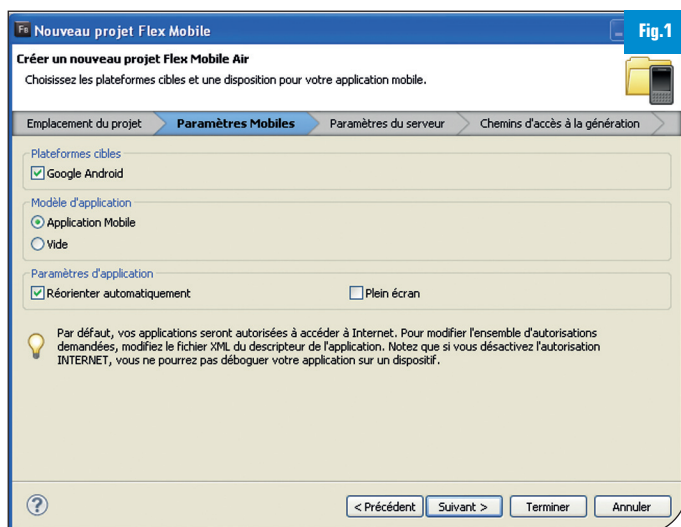 Fb Nouveau projet Flex Mobile
Fig.1
Créer un nouveau projet Flex Mobile Air
Choisissez les plateformes cibles et une disposition pour votre application mobile.
Emplacement du projet Paramètres Mobiles Paramètres du serveur Chemins d'accès à la génération
Plateformes cibles
Google Android
Modèle d'application
Application Mobile
Vide
Paramètres d'application
Réorienter automatiquement Plein écran
Par défaut, vos applications seront autorisées à accéder à Internet. Pour modifier l'ensemble d'autorisations
demandées, modifiez le fichier XML du descripteur de l'application. Notez que si vous désactivez l'autorisation
INTERNET, vous ne pourrez pas déboguer votre application sur un dispositif.
? < Précédent Suivant > Terminer Annuler